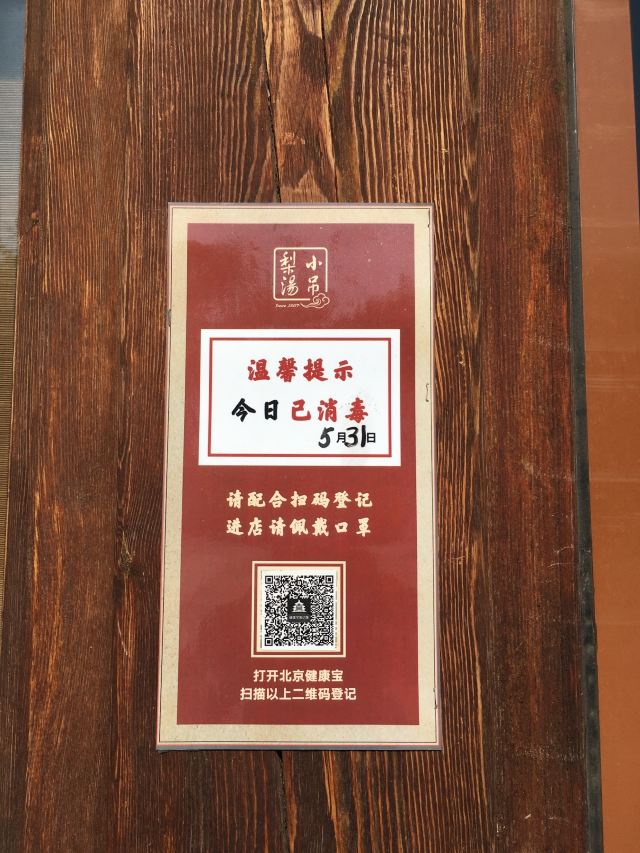 小吊
梨湯
温馨提示
今日已消毒
5月31日
请配合扫码登记
进店请佩戴口罩
打开北京健康宝
扫描以上二维码登记